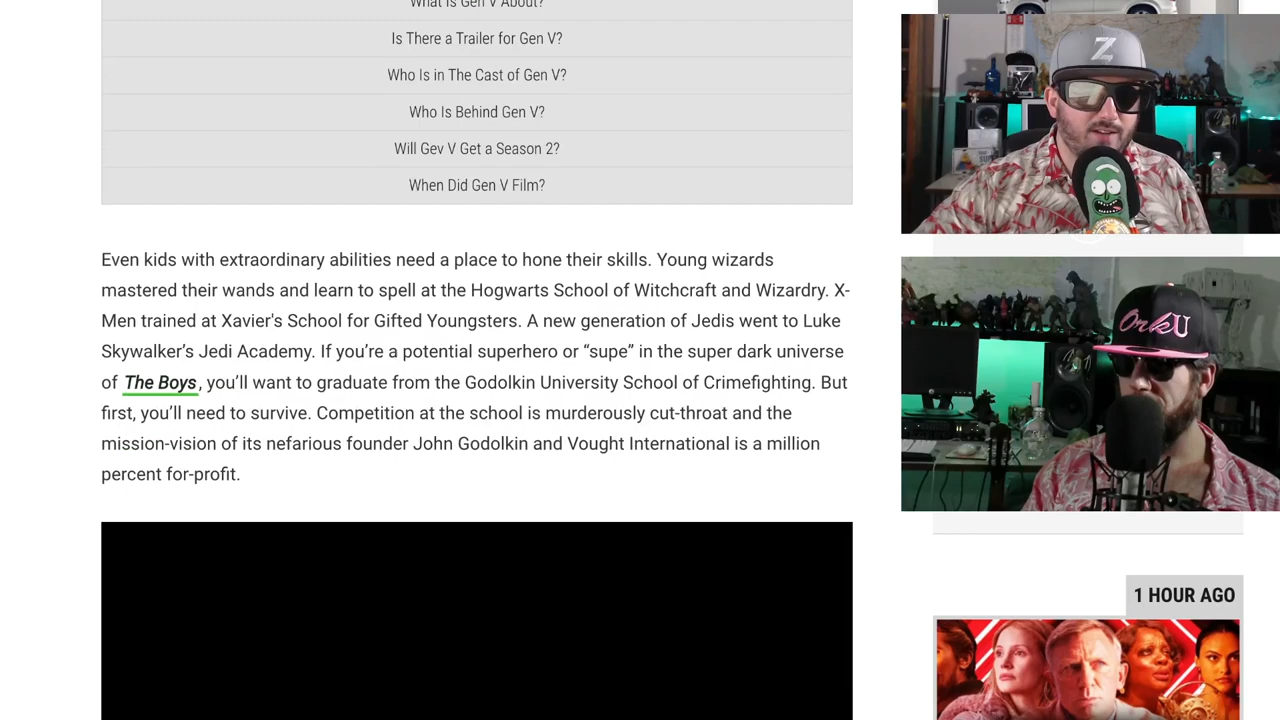 What Is Gen V About?
Is There a Trailer for Gen V?
Who Is in The Cast of Gen V?
Who Is Behind Gen V?
Will Gev V Get a Season 2?
When Did Gen V Film?
Even kids with extraordinary abilities need a place to hone their skills. Young wizards
mastered their wands and learn to spell at the Hogwarts School of Witchcraft and Wizardry. X-
Men trained at Xavier's School for Gifted Youngsters. A new generation of Jedis went to Luke
Skywalker’s Jedi Academy. If you’re a potential superhero or “supe” in the super dark universe
of The Boys, you’ll want to graduate from the Godolkin University School of Crimefighting. But
first, you’ll need to survive. Competition at the school is murderously cut-throat and the
mission-vision of its nefarious founder John Godolkin and Vought International is a million
percent for-profit.
Z
OrkU
1 HOUR AGO